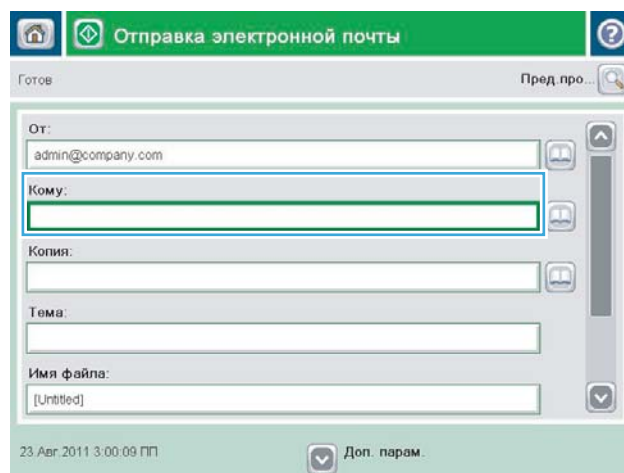 Отправка электронной почты
?
Готов
Пред.про...
От:
admin@company.com
Кому:
Копия:
Тема:
Имя файла:
[Untitled]
23 Авг 2011 3:00:09 ПП
Доп. парам.